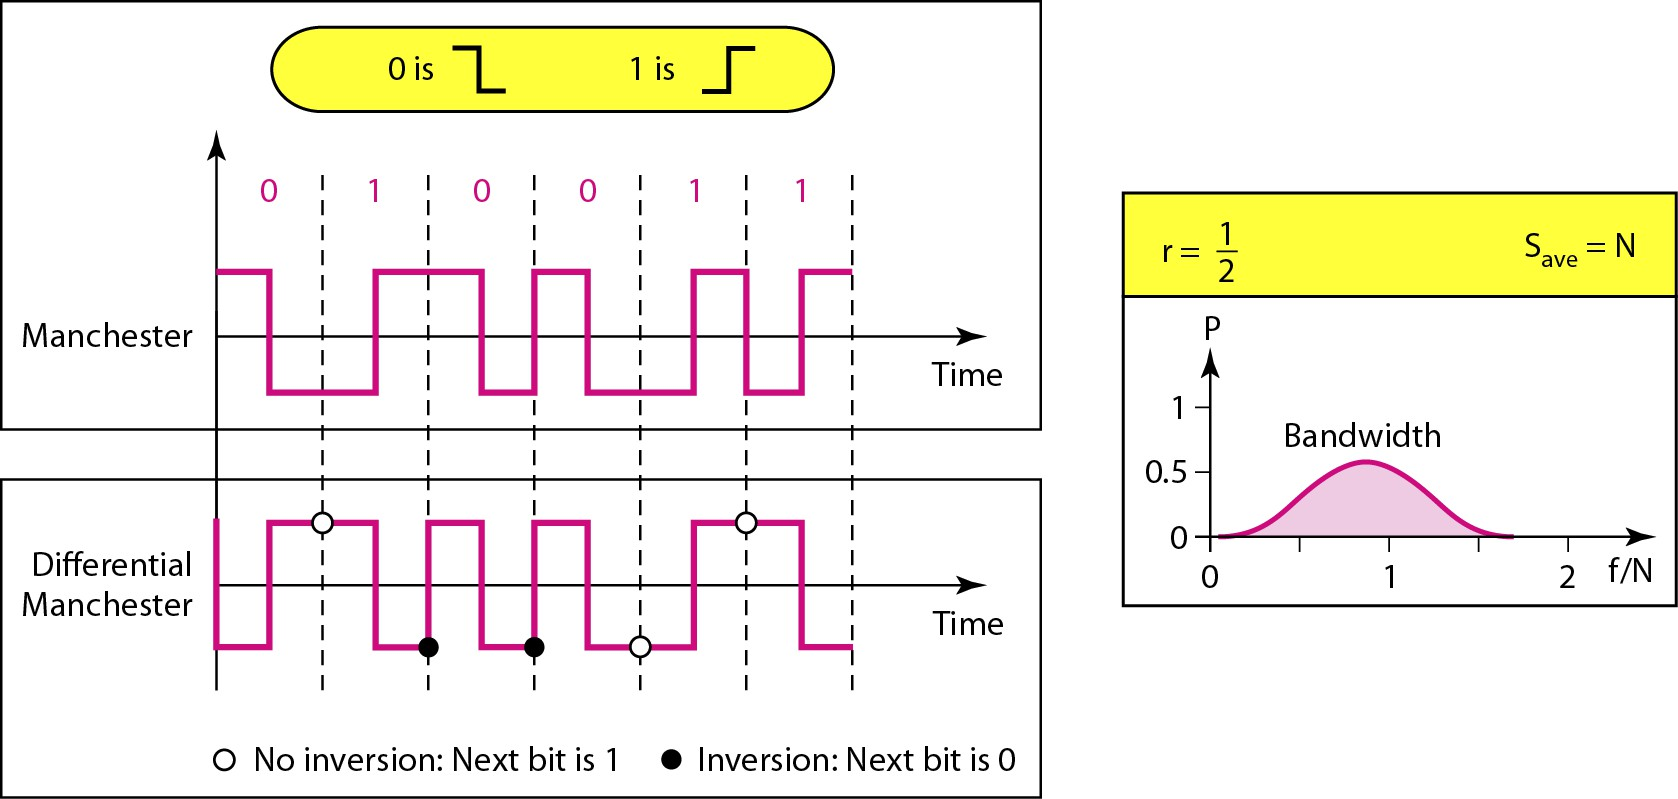 0 is 1 is
0 1 0 0 1 1
Manchester
Time
Differential
Manchester
Time
No inversion: Next bit is 1 Inversion: Next bit is 0
r = 1/2 Save = N
P
1
Bandwidth
0.5
0
0 1 2 f/N